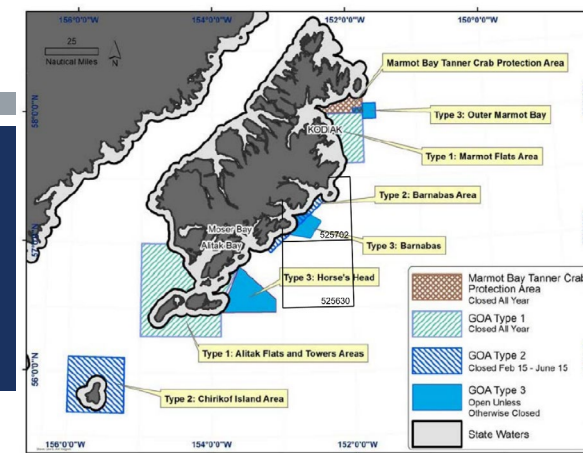 156°0'0"W
154°0'0"W
152°0'0"W
150°0'0"W
25
Nautical Miles
N
Marmot Bay Tanner Crab Protection Area
58°0'0"N
Type 3: Outer Marmot Bay
KODIAK
Type 1: Marmot Flats Area
Type 2: Barnabas Area
Moser Bay
525702
57°0'0"N
Alitak Bay
Type 3: Barnabas
Type 3: Horse's Head
525630
Type 1: Alitak Flats and Towers Areas
56°0'0"N
Type 2: Chirikof Island Area
Marmot Bay Tanner Crab
Protection Area
Closed All Year
GOA Type 1
Closed All Year
GOA Type 2
Closed Feb 15 - June 15
GOA Type 3
Open Unless
Otherwise Closed
State Waters
156°0'0"W
154°0'0"W
152°0'0"W